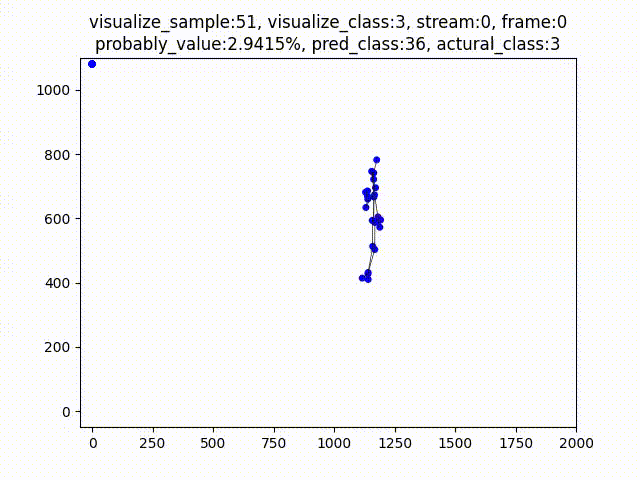 visualize_sample:51, visualize_class:3, stream:0, frame:0
probably_value:2.9415%, pred_class:36, actural_class:3
1000
800
600
400
200
0
0 250 500 750 1000 1250 1500 1750 2000